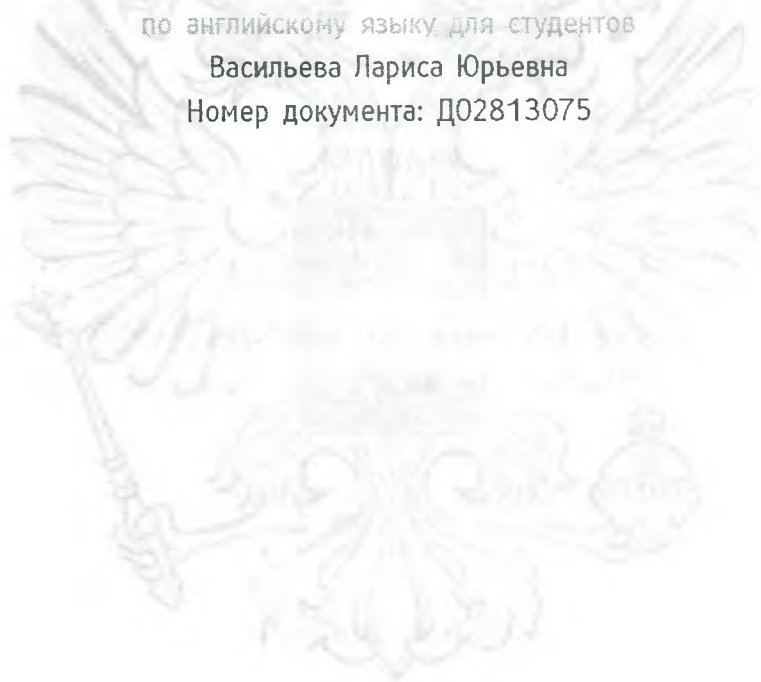 по английскому языку для студентов
Васильева Лариса Юрьевна
Номер документа: Д02813075